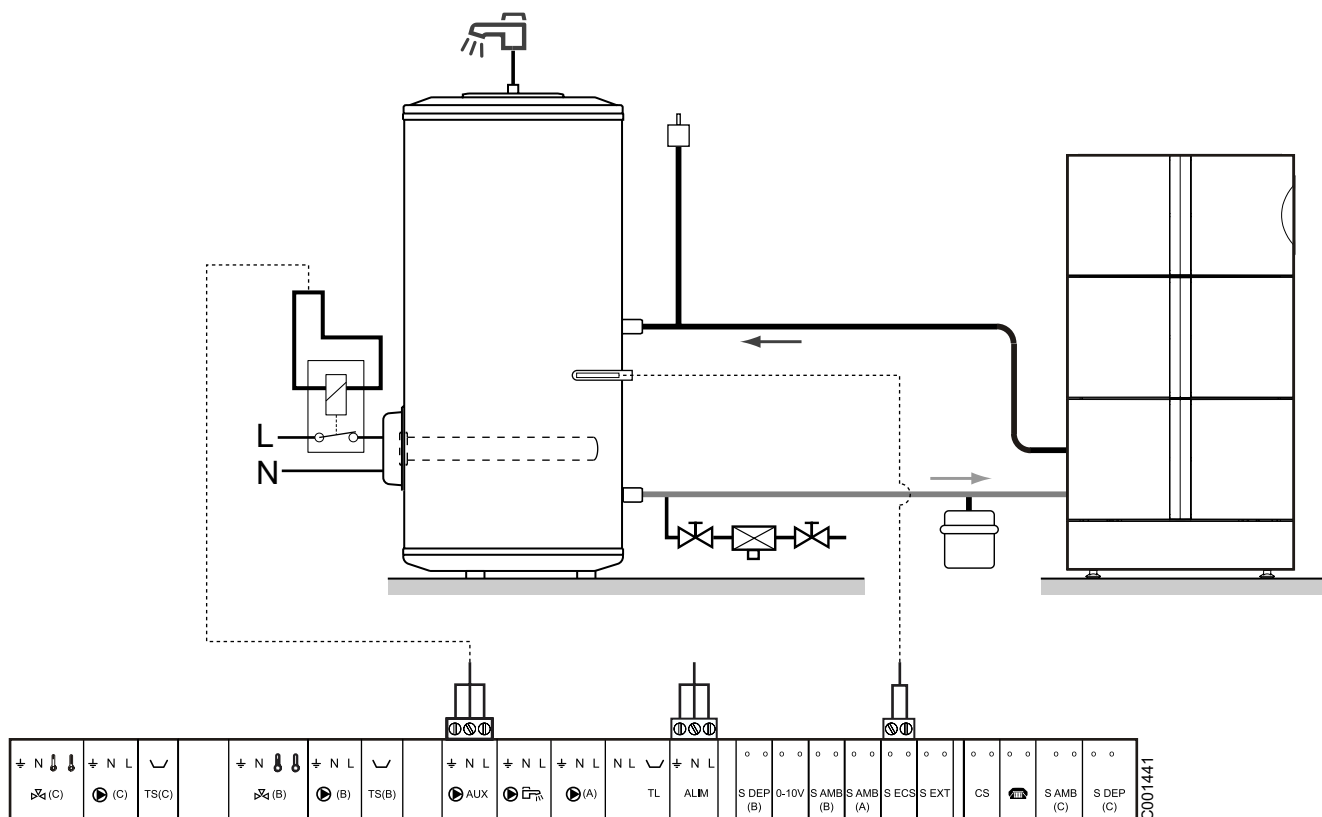 L
N
N N L N N L N L N L N L N L TL N L
(C) (C) TS(C) (B) (B) TS(B) AUX (A) ALIM S DEP (B) 0-10V S AMB (B) S AMB (A) S ECS S EXT CS S AMB (C) S DEP (C)
C001441